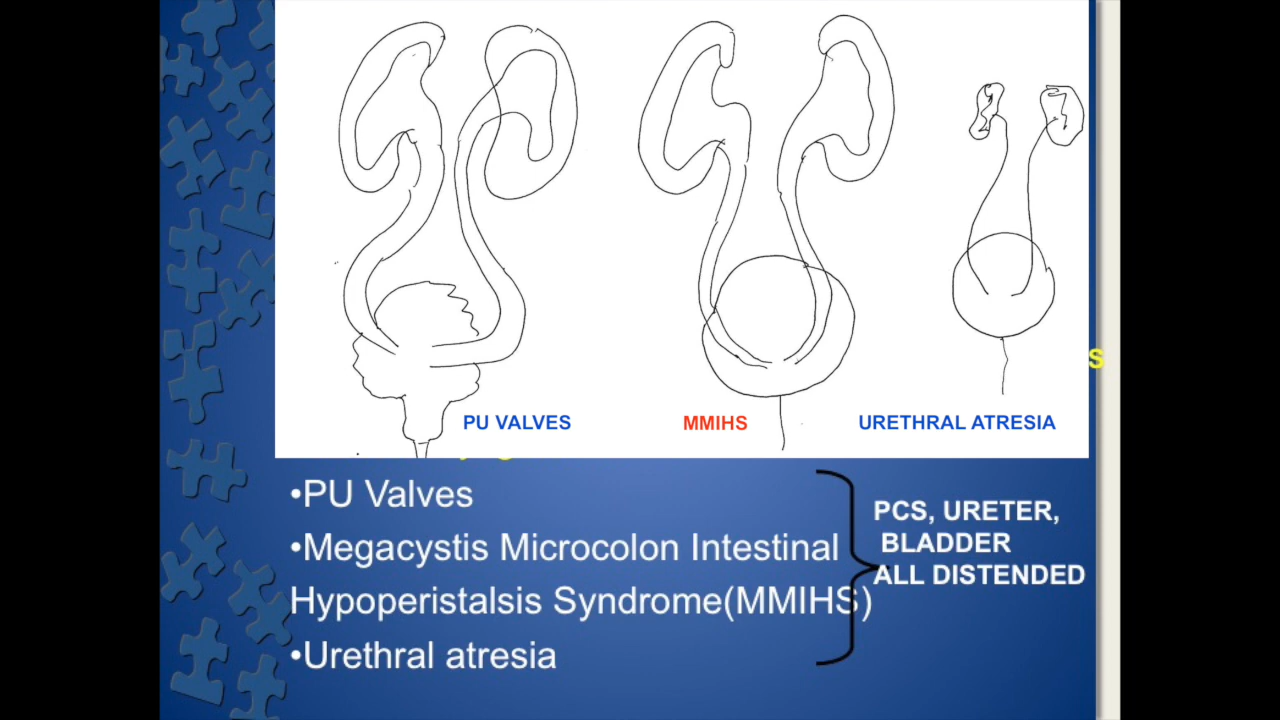 PU VALVES
MMIHS
URETHRAL ATRESIA
•PU Valves
•Megacystis Microcolon Intestinal
Hypoperistalsis Syndrome(MMIHS)
•Urethral atresia
PCS, URETER,
BLADDER
ALL DISTENDED